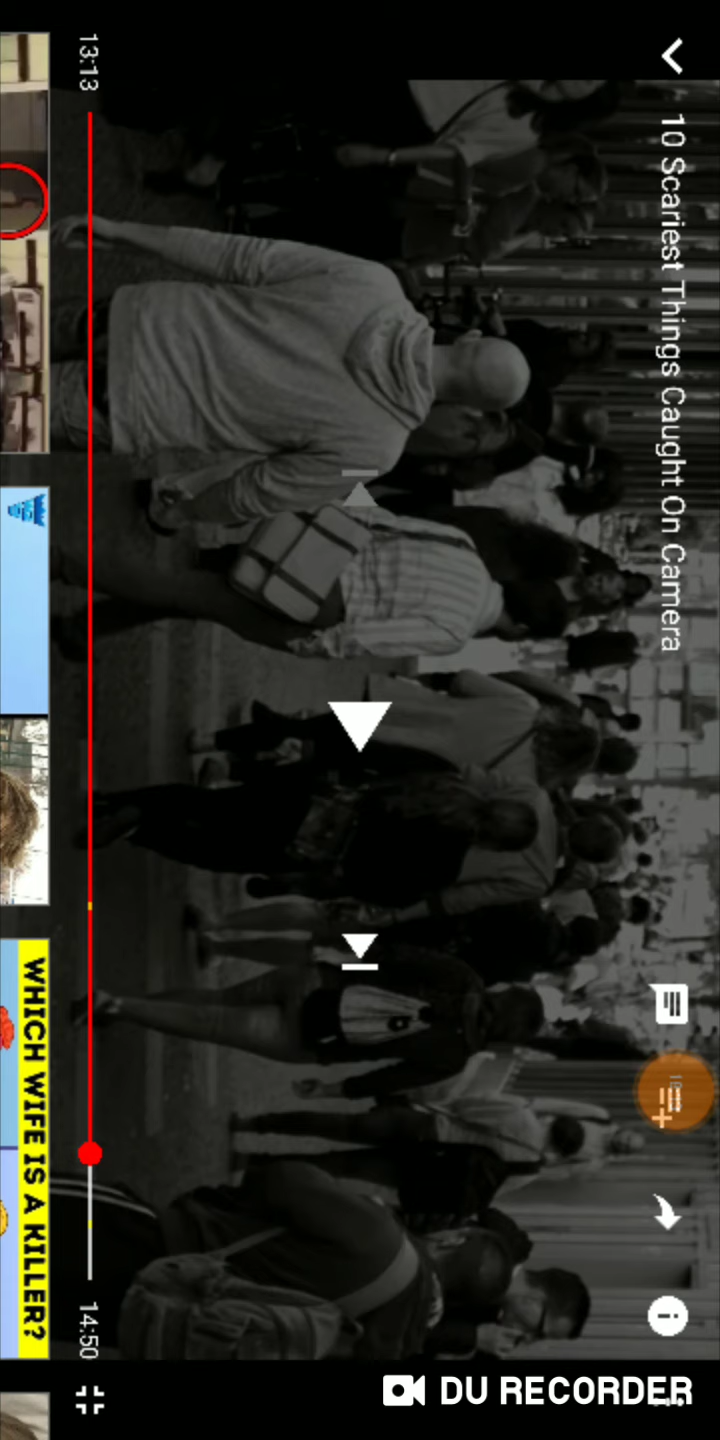 10 Scariest Things Caught On Camera
13:13
14:50
WHICH WIFE IS A KILLER?
DU RECORDER